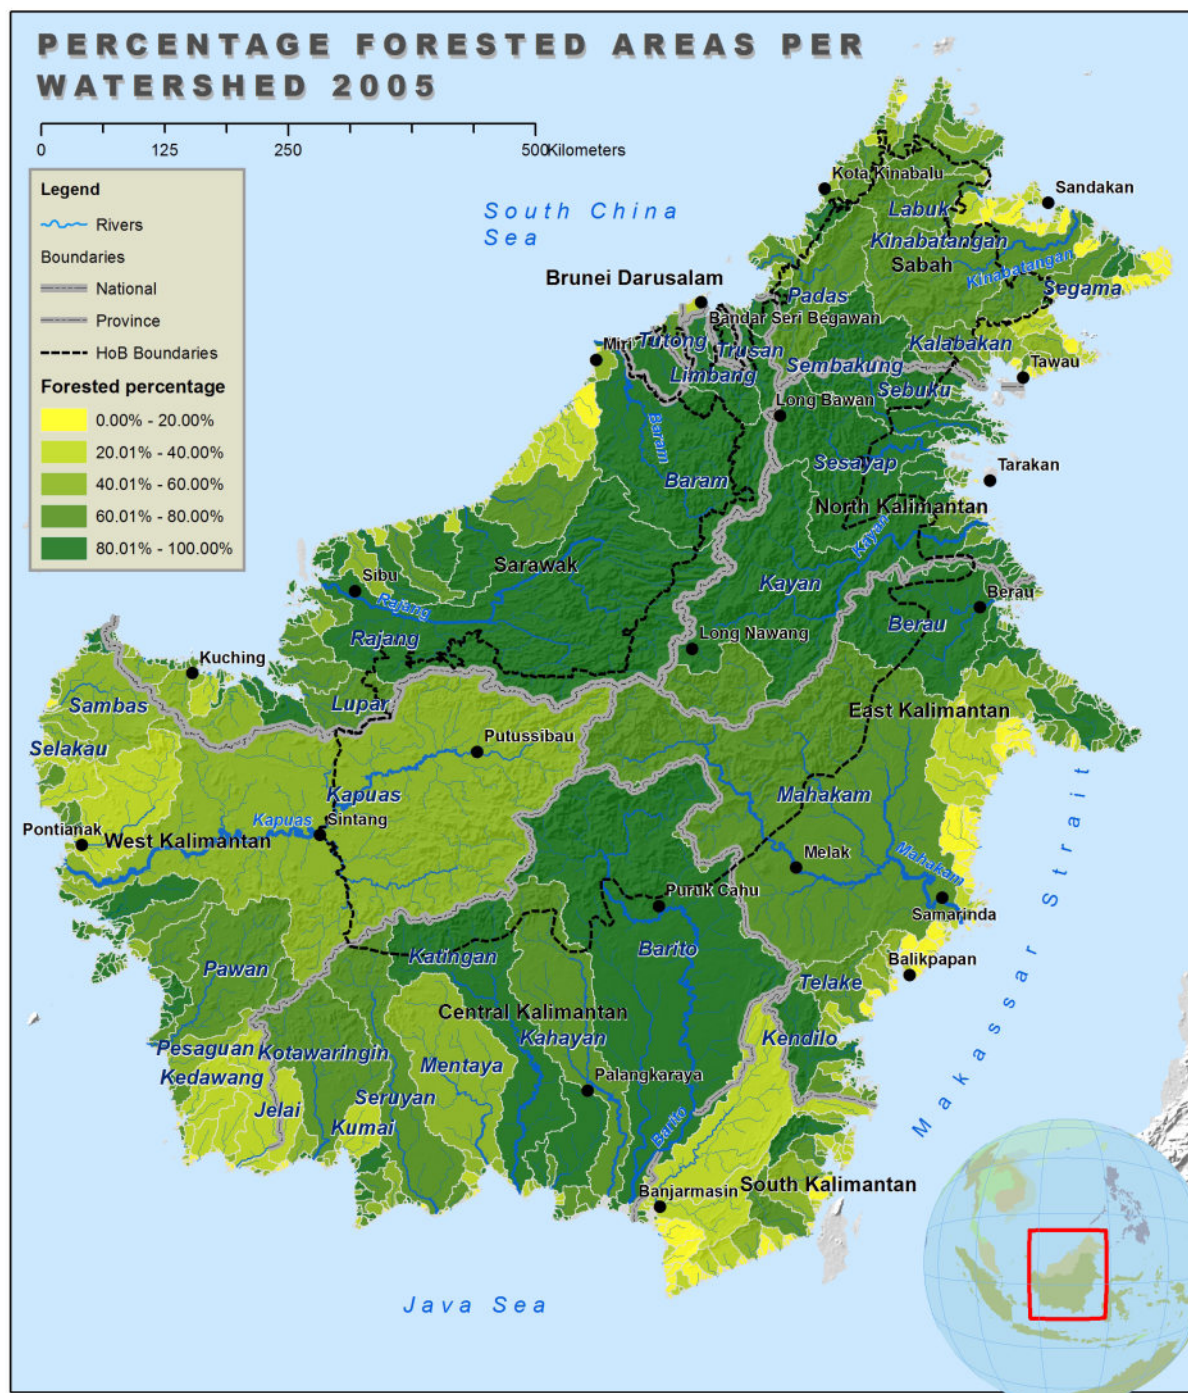 PERCENTAGE FORESTED AREAS PER
WATERSHED 2005
0 125 250 500 Kilometers
Legend
Rivers
Boundaries
National
Province
HoB Boundaries
Forested percentage
0.00% - 20.00%
20.01% - 40.00%
40.01% - 60.00%
60.01% - 80.00%
80.01% - 100.00%
South China
Sea
Kota Kinabalu
Sandakan
Labuk
Kinabatangan
Sabah
Kinabatangan
Segama
Brunei Darusalam
Padas
Bandar Seri Begawan
Miri
Tutong
Trusan
Limbang
Kalabakan
Sembakung
Tawau
Sebuku
Long Bawan
Baram
Baram
Sesayap
Tarakan
North Kalimantan
Kayan
Sarawak
Sibu
Rajang
Kayan
Berau
Rajang
Long Nawang
Berau
Kuching
Lupar
Sambas
East Kalimantan
Selakau
Putussibau
Kapuas
Mahakam
Pontianak
West Kalimantan
Kapuas
Sintang
Melak
Mahakam
Puruk Cahu
Samarinda
Katingan
Barito
Balikpapan
Pawan
Telake
Central Kalimantan
Kahayan
Kendilo
Pesaguan
Kotawaringin
Mentaya
Kedawang
Palangkaraya
Jelai
Seruyan
Kumai
Barito
Banjarmasin
South Kalimantan
Makassar Strait
Java Sea